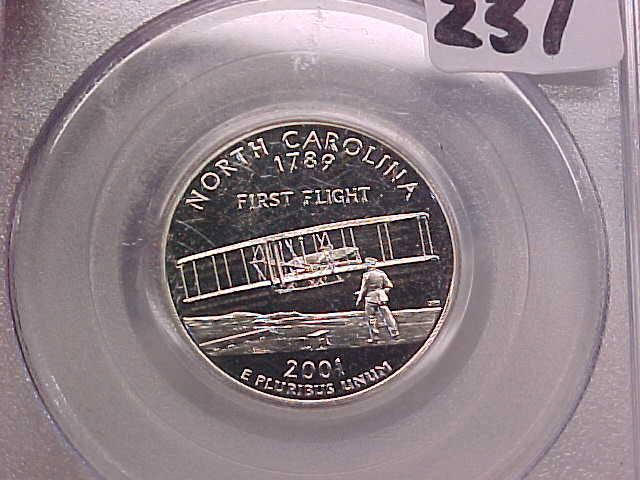 231
NORTH CAROLINA
1789
FIRST FLIGHT
2001
E PLURIBUS UNUM